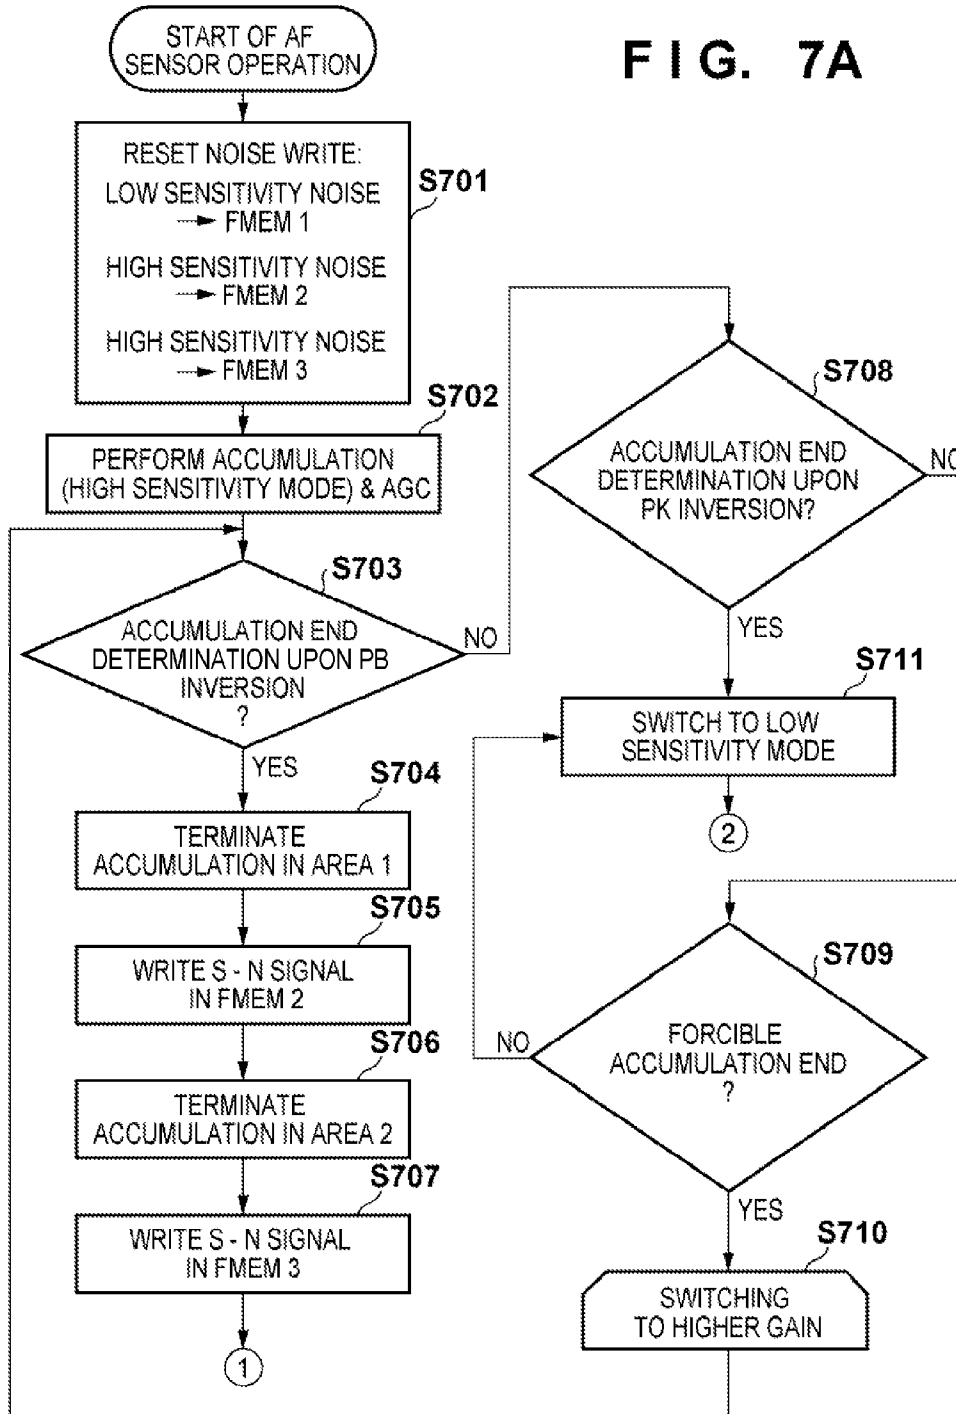 FIG. 7A
START OF AF
SENSOR OPERATION
RESET NOISE WRITE:
LOW SENSITIVITY NOISE
→ FMEM 1
HIGH SENSITIVITY NOISE
→ FMEM 2
HIGH SENSITIVITY NOISE
→ FMEM 3
S701
S702
PERFORM ACCUMULATION
(HIGH SENSITIVITY MODE) & AGC
S703
ACCUMULATION END
DETERMINATION UPON PB
INVERSION
?
NO
YES
S704
TERMINATE
ACCUMULATION IN AREA 1
S705
WRITE S - N SIGNAL
IN FMEM 2
S706
TERMINATE
ACCUMULATION IN AREA 2
S707
WRITE S - N SIGNAL
IN FMEM 3
1
S708
ACCUMULATION END
DETERMINATION UPON
PK INVERSION?
NO
YES
S711
SWITCH TO LOW
SENSITIVITY MODE
2
S709
FORCIBLE
ACCUMULATION END
?
NO
YES
S710
SWITCHING
TO HIGHER GAIN